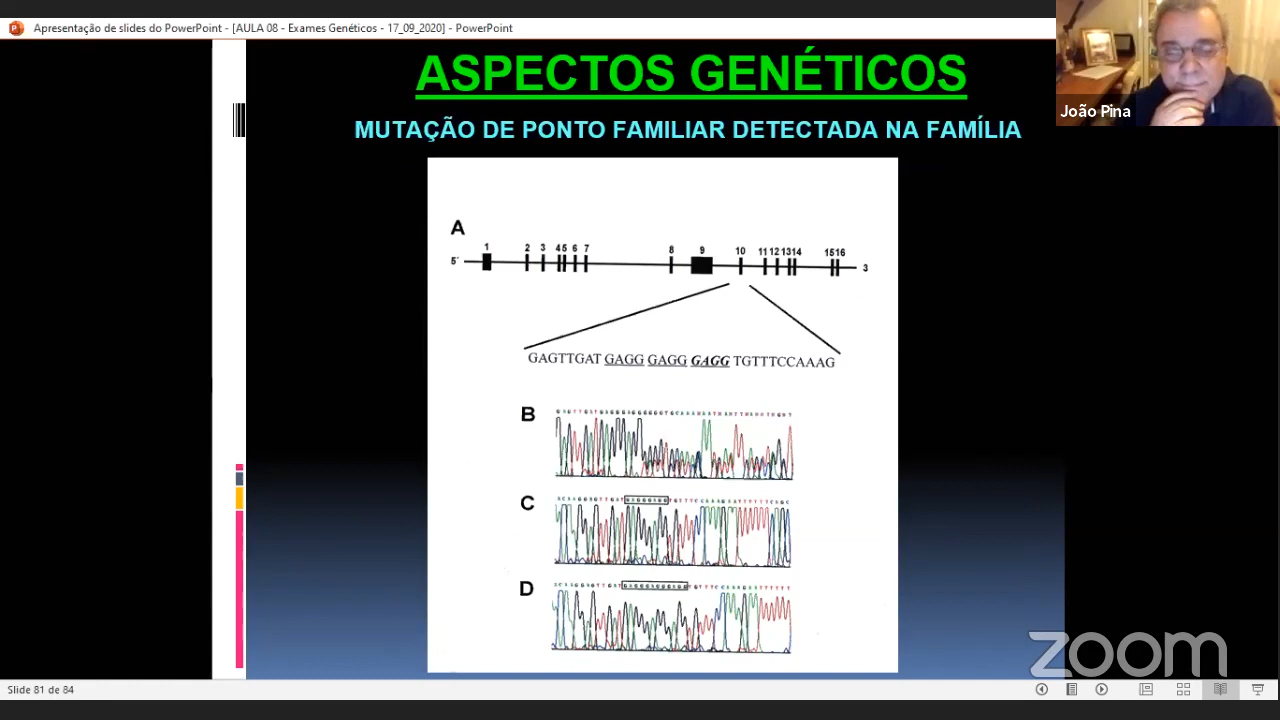 Apresentação de slides do PowerPoint - [AULA 08 - Exames Genéticos - 17_09_2020] - PowerPoint
ASPECTOS GENÉTICOS
João Pina
MUTAÇÃO DE PONTO FAMILIAR DETECTADA NA FAMÍLIA
A
1 2 3 4 5 6 7 8 9 10 11 12 13 14 15 16
5´ 3
GAGTTGAT GAGG GAGG GAGG TGTTTCCAAAG
B
C
D
zoom
Slide 81 de 84